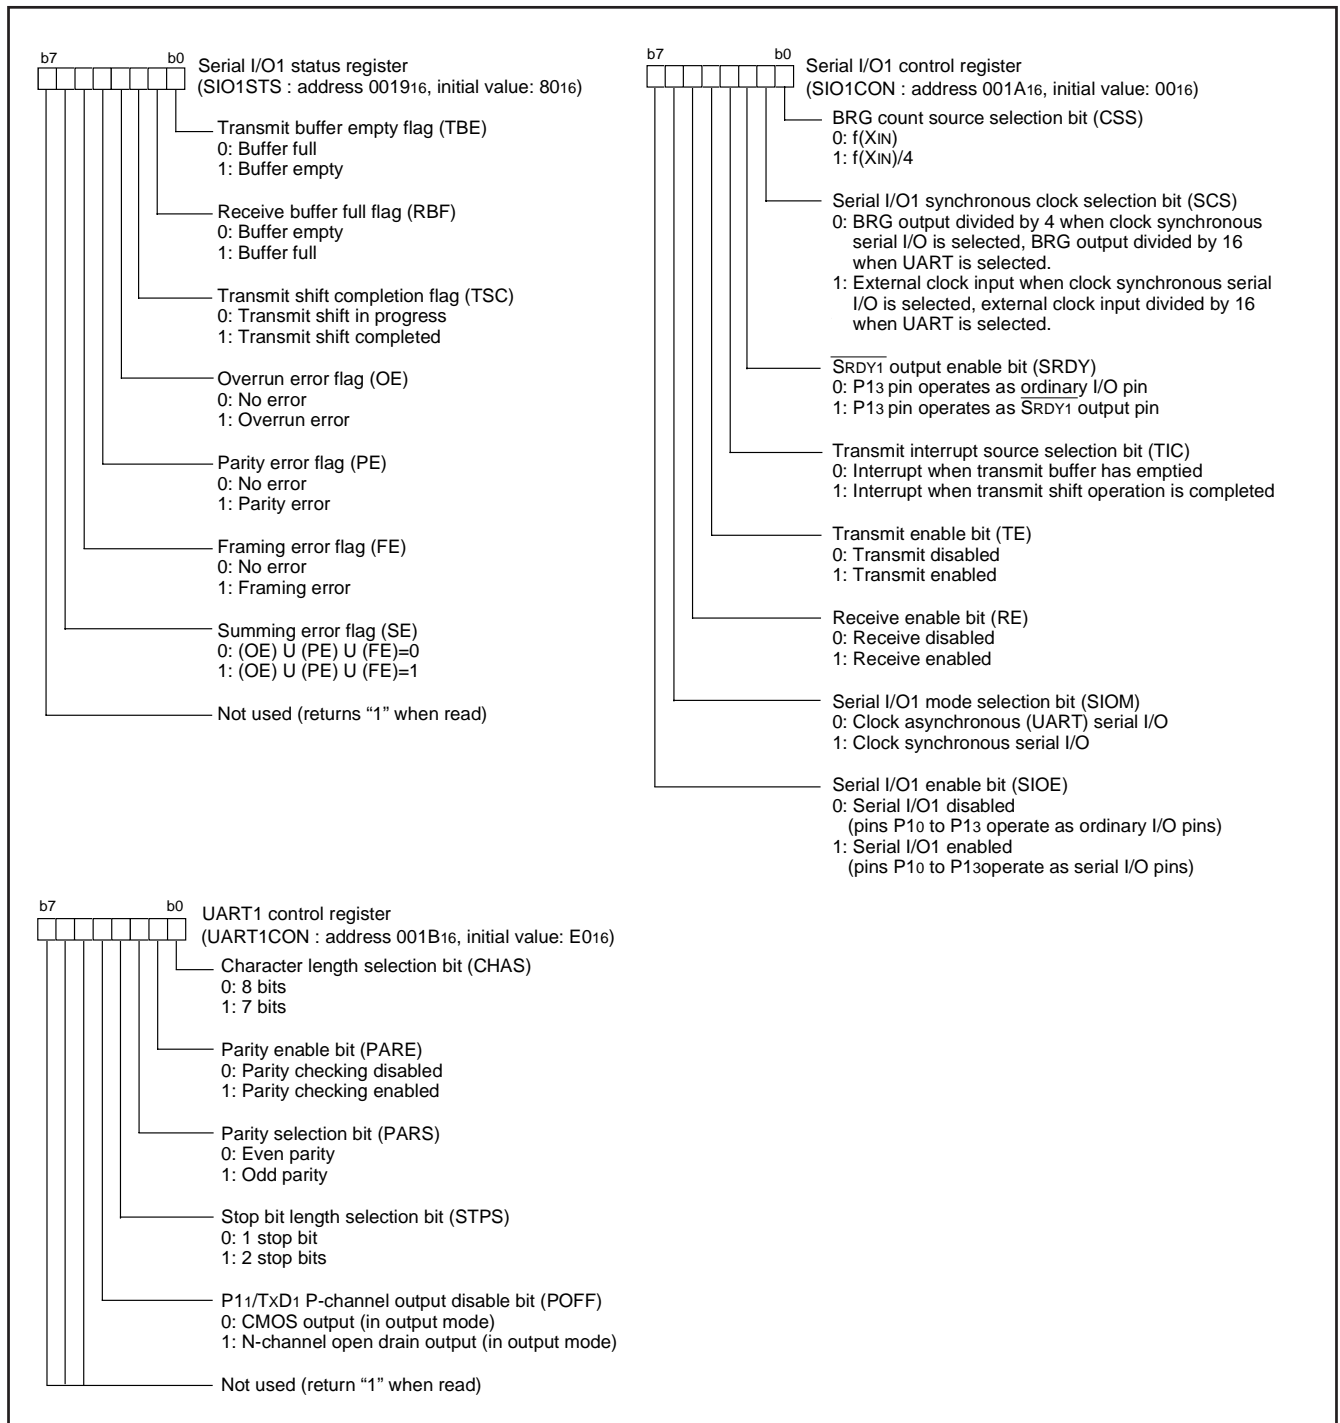 b7 b0
Serial I/O1 status register
(SIO1STS : address 001916, initial value: 8016)
Transmit buffer empty flag (TBE)
0: Buffer full
1: Buffer empty
Receive buffer full flag (RBF)
0: Buffer empty
1: Buffer full
Transmit shift completion flag (TSC)
0: Transmit shift in progress
1: Transmit shift completed
Overrun error flag (OE)
0: No error
1: Overrun error
Parity error flag (PE)
0: No error
1: Parity error
Framing error flag (FE)
0: No error
1: Framing error
Summing error flag (SE)
0: (OE) U (PE) U (FE)=0
1: (OE) U (PE) U (FE)=1
Not used (returns “1” when read)
b7 b0
Serial I/O1 control register
(SIO1CON : address 001A16, initial value: 0016)
BRG count source selection bit (CSS)
0: f(XIN)
1: f(XIN)/4
Serial I/O1 synchronous clock selection bit (SCS)
0: BRG output divided by 4 when clock synchronous
serial I/O is selected, BRG output divided by 16
when UART is selected.
1: External clock input when clock synchronous serial
I/O is selected, external clock input divided by 16
when UART is selected.
SRDY1 output enable bit (SRDY)
0: P13 pin operates as ordinary I/O pin
1: P13 pin operates as SRDY1 output pin
Transmit interrupt source selection bit (TIC)
0: Interrupt when transmit buffer has emptied
1: Interrupt when transmit shift operation is completed
Transmit enable bit (TE)
0: Transmit disabled
1: Transmit enabled
Receive enable bit (RE)
0: Receive disabled
1: Receive enabled
Serial I/O1 mode selection bit (SIOM)
0: Clock asynchronous (UART) serial I/O
1: Clock synchronous serial I/O
Serial I/O1 enable bit (SIOE)
0: Serial I/O1 disabled
(pins P10 to P13 operate as ordinary I/O pins)
1: Serial I/O1 enabled
(pins P10 to P13operate as serial I/O pins)
b7 b0
UART1 control register
(UART1CON : address 001B16, initial value: E016)
Character length selection bit (CHAS)
0: 8 bits
1: 7 bits
Parity enable bit (PARE)
0: Parity checking disabled
1: Parity checking enabled
Parity selection bit (PARS)
0: Even parity
1: Odd parity
Stop bit length selection bit (STPS)
0: 1 stop bit
1: 2 stop bits
P11/TXD1 P-channel output disable bit (POFF)
0: CMOS output (in output mode)
1: N-channel open drain output (in output mode)
Not used (return “1” when read)